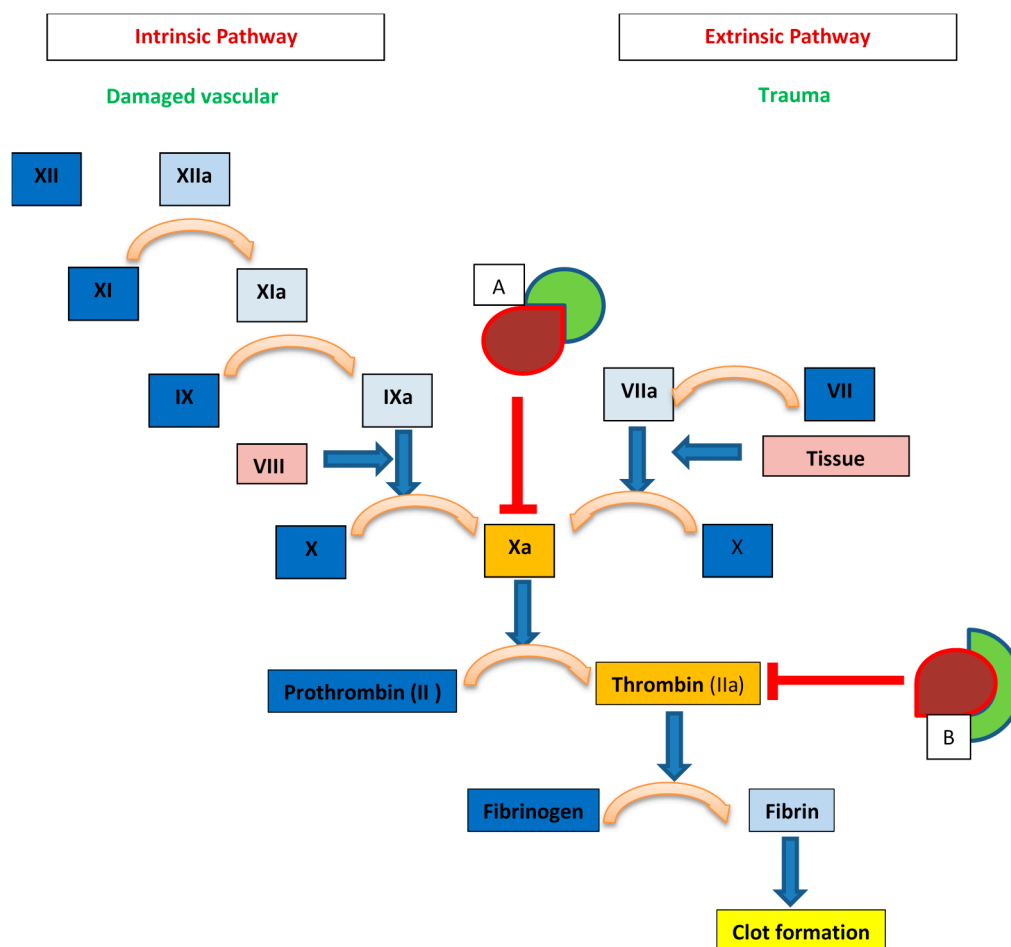 Intrinsic Pathway
Extrinsic Pathway
Damaged vascular
Trauma
XII
XIIa
XI
XIa
A
IX
IXa
VIIa
VII
VIII
Tissue
X
Xa
X
Prothrombin (II )
Thrombin (IIa)
B
Fibrinogen
Fibrin
Clot formation